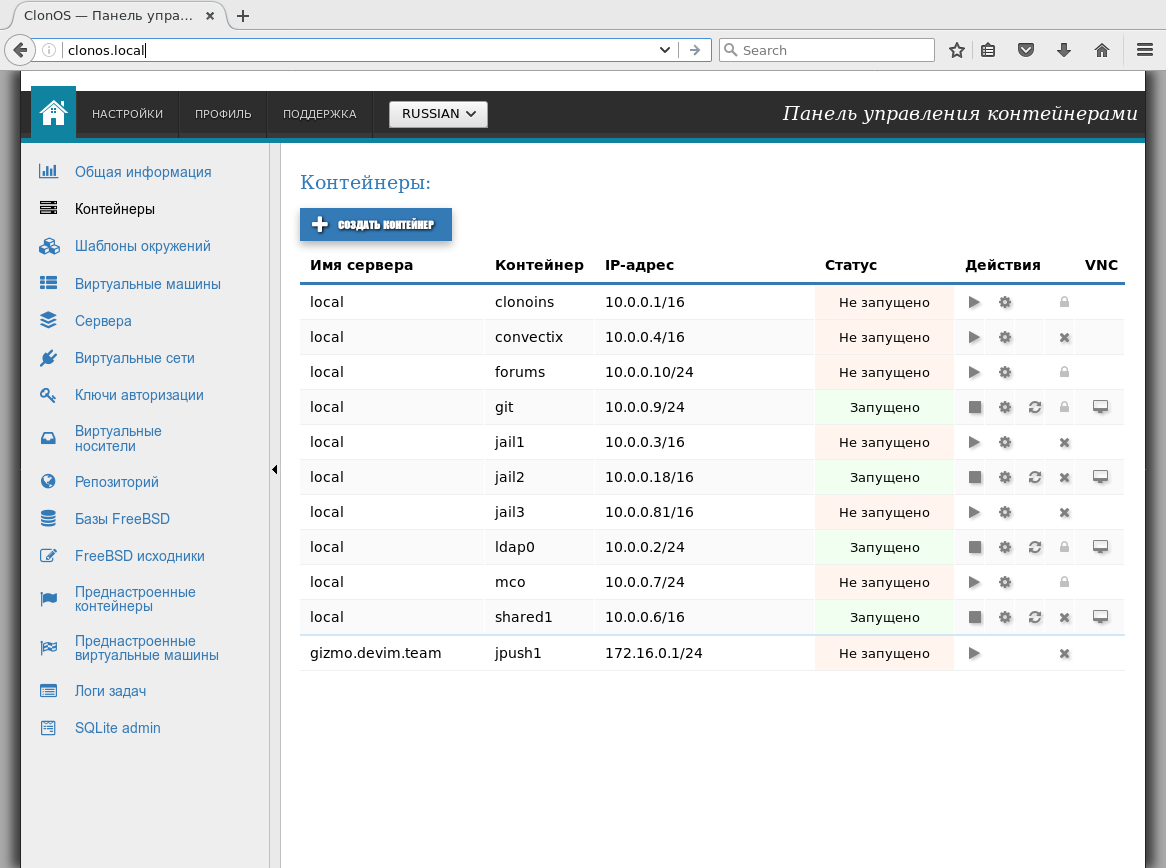 ClonOS — Панель упра...
clonos.local
Search
НАСТРОЙКИ ПРОФИЛЬ ПОДДЕРЖКА RUSSIAN Панель управления контейнерами
Общая информация
Контейнеры
Шаблоны окружений
Виртуальные машины
Сервера
Виртуальные сети
Ключи авторизации
Виртуальные
носители
Репозиторий
Базы FreeBSD
FreeBSD исходники
Преднастроенные
контейнеры
Преднастроенные
виртуальные машины
Логи задач
SQLite admin
Контейнеры:
СОЗДАТЬ КОНТЕЙНЕР
Имя сервера Контейнер IP-адрес Статус Действия VNC
local clonoins 10.0.0.1/16 Не запущено
local convectix 10.0.0.4/16 Не запущено
local forums 10.0.0.10/24 Не запущено
local git 10.0.0.9/24 Запущено
local jail1 10.0.0.3/16 Не запущено
local jail2 10.0.0.18/16 Запущено
local jail3 10.0.0.81/16 Не запущено
local ldap0 10.0.0.2/24 Запущено
local mco 10.0.0.7/24 Не запущено
local shared1 10.0.0.6/16 Запущено
gizmo.devim.team jpush1 172.16.0.1/24 Не запущено